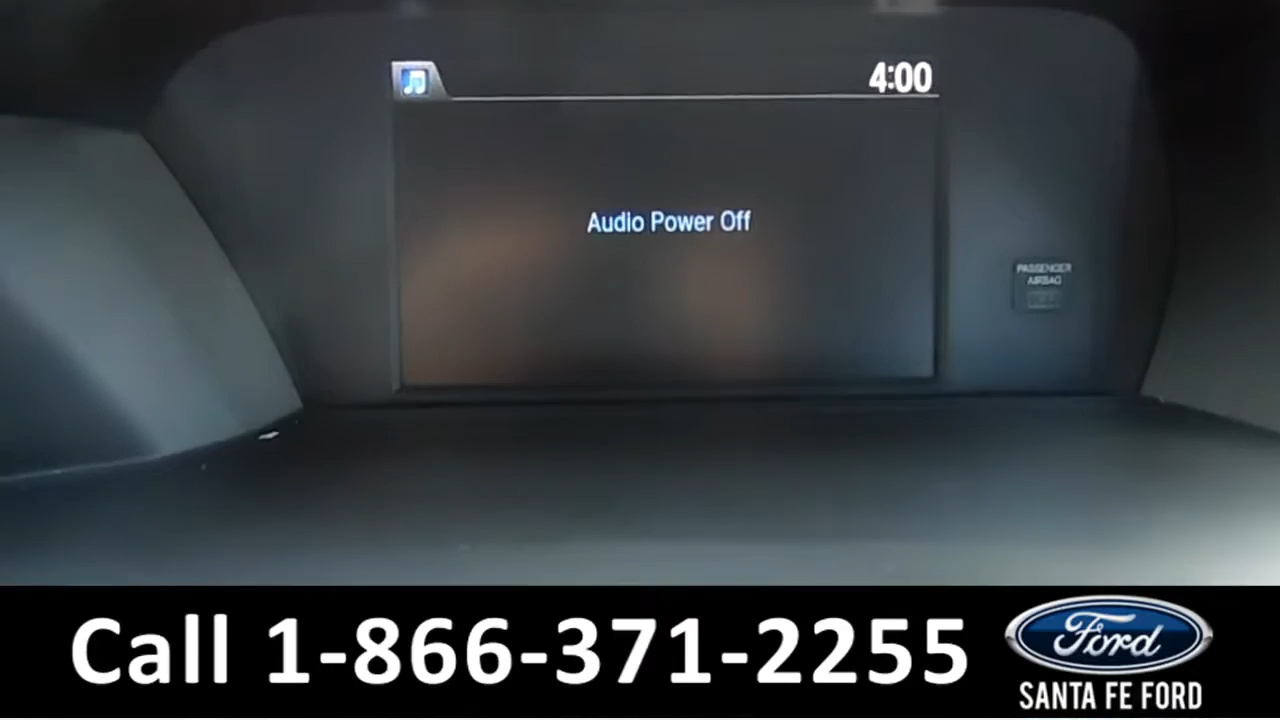 4:00
Audio Power Off
PASSENGER
AIRBAG
Call 1-866-371-2255
Ford
SANTA FE FORD